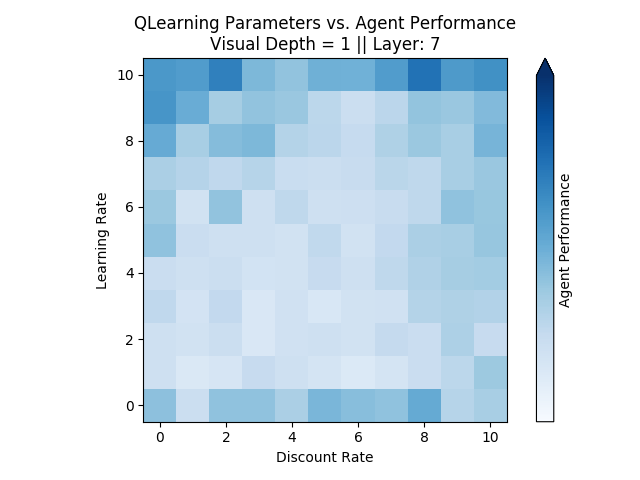 QLearning Parameters vs. Agent Performance
Visual Depth = 1 || Layer: 7
10
8
6
4
2
0
Learning Rate
0 2 4 6 8 10
Discount Rate
Agent Performance